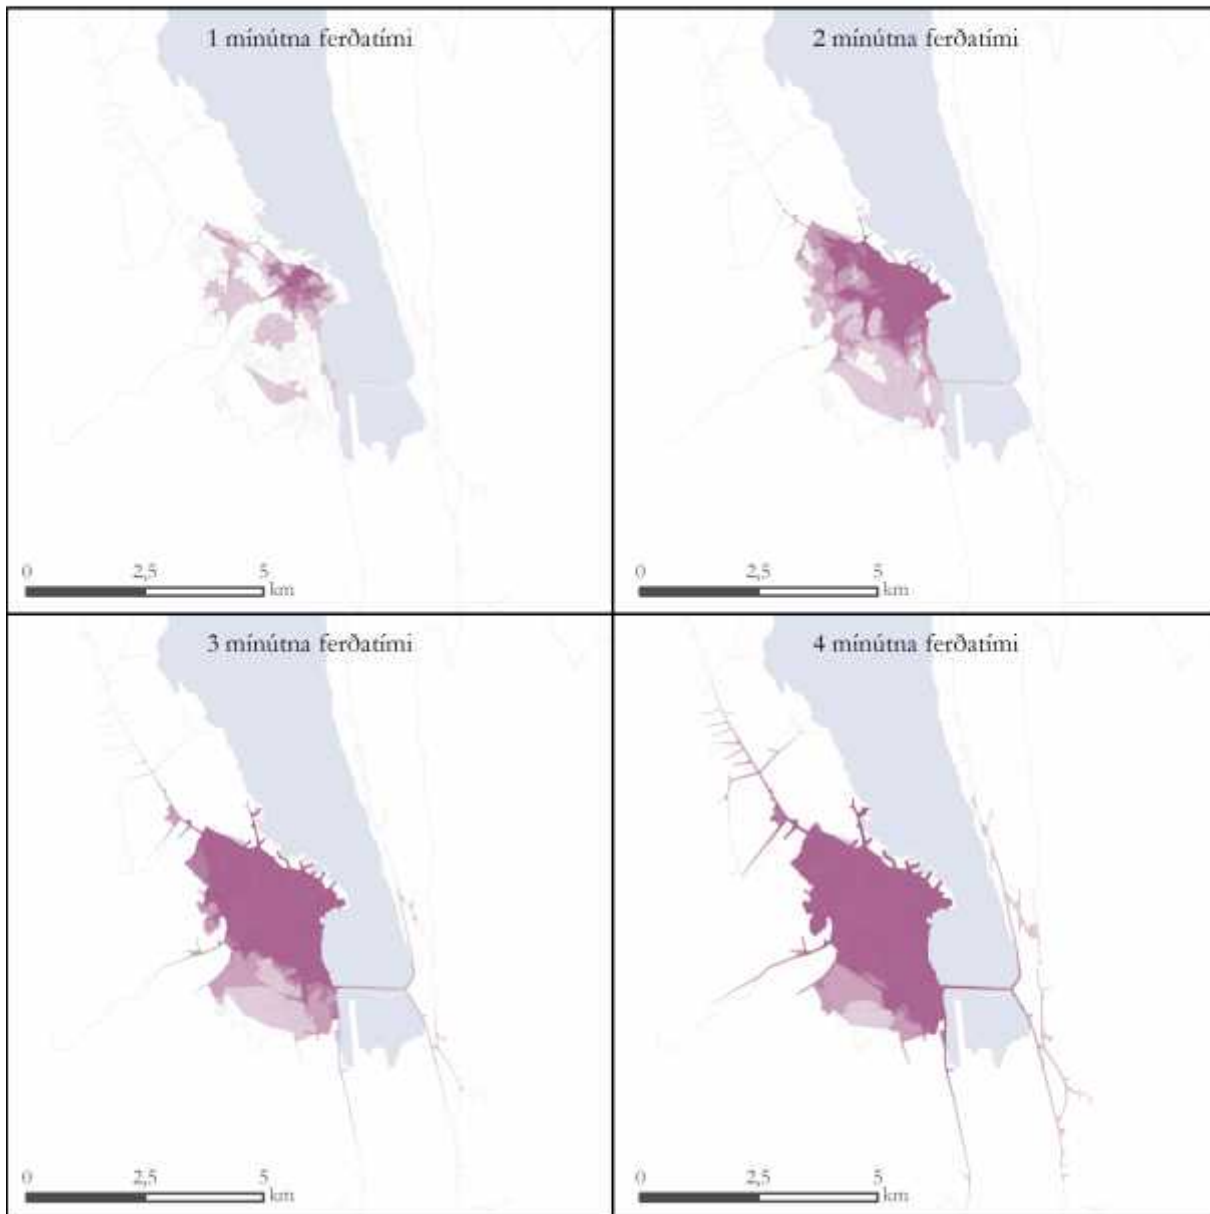 1 mínútna ferðatími
2 mínútna ferðatími
0 2,5 5
km
0 2,5 5
km
3 mínútna ferðatími
4 mínútna ferðatími
0 2,5 5
km
0 2,5 5
km